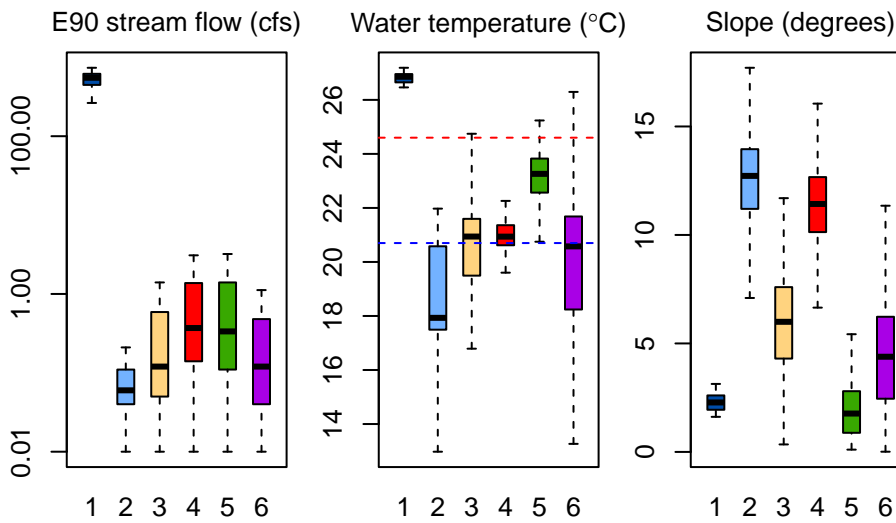 E90 stream flow (cfs)
100.00
1.00
0.01
1 2 3 4 5 6
Water temperature (°C)
26
24
22
20
18
16
14
1 2 3 4 5 6
Slope (degrees)
15
10
5
0
1 2 3 4 5 6